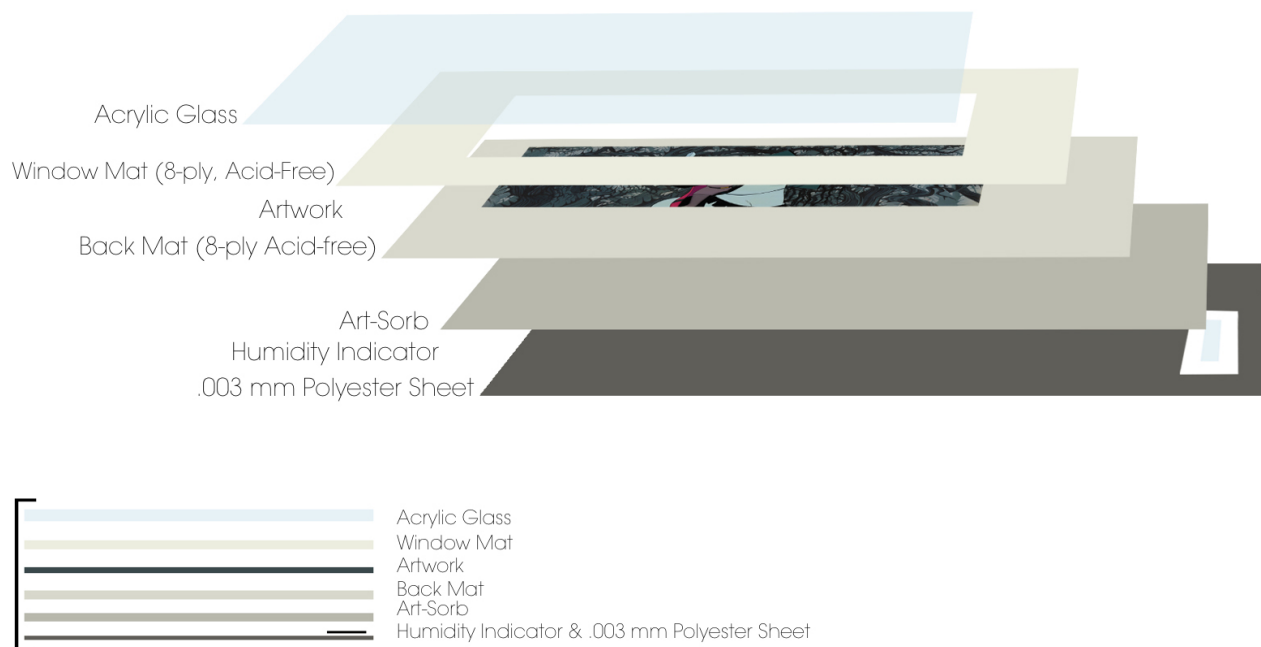 Acrylic Glass
Window Mat (8-ply, Acid-Free)
Artwork
Back Mat (8-ply Acid-free)
Art-Sorb
Humidity Indicator
.003 mm Polyester Sheet
Acrylic Glass
Window Mat
Artwork
Back Mat
Art-Sorb
Humidity Indicator & .003 mm Polyester Sheet